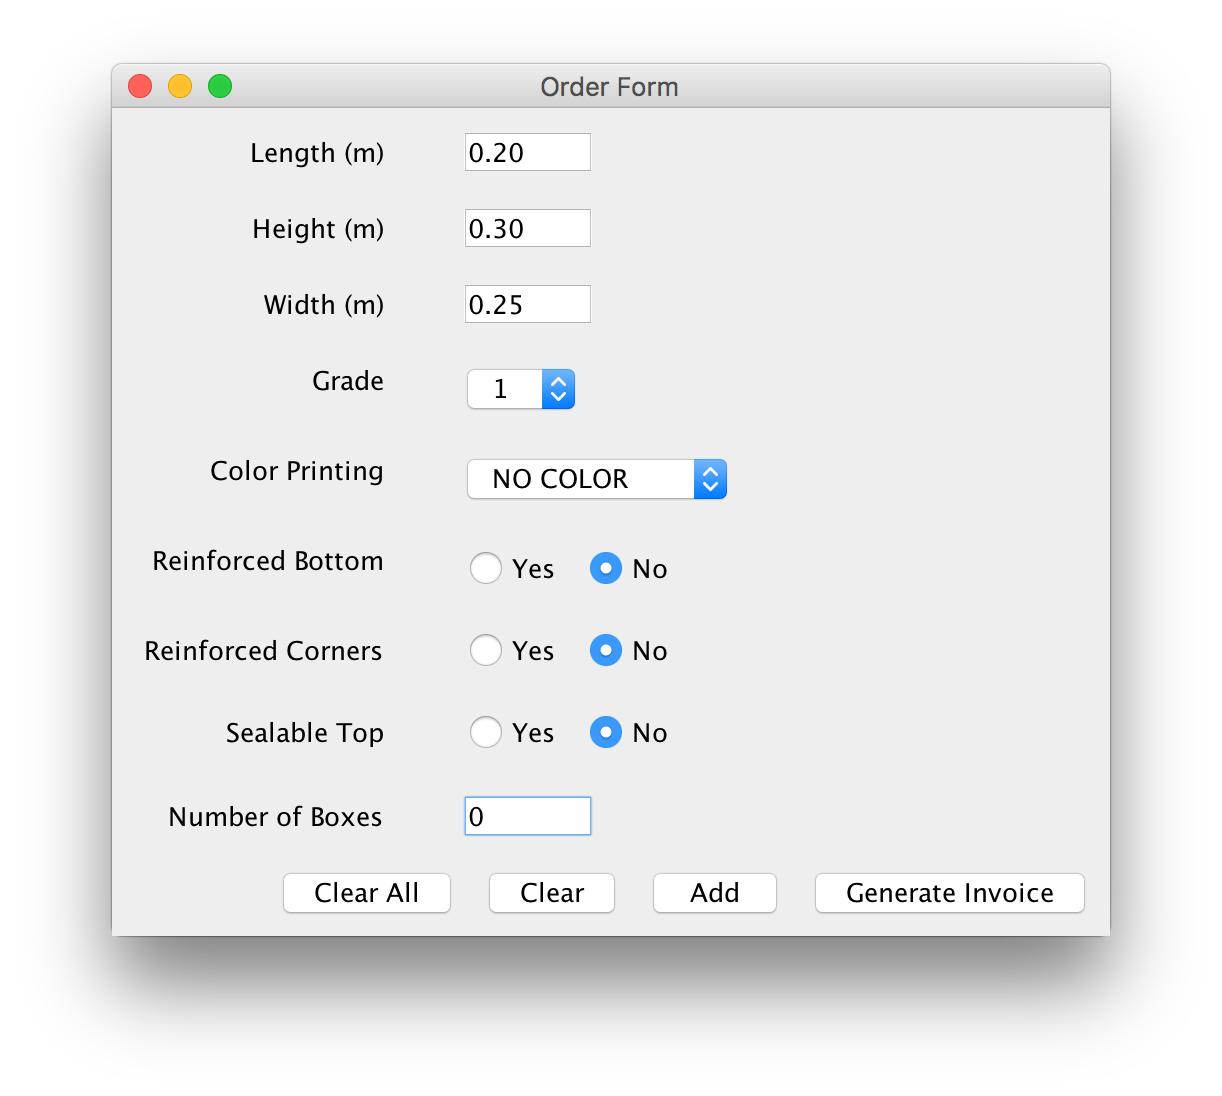 Order Form
Length (m) 0.20
Height (m) 0.30
Width (m) 0.25
Grade 1
Color Printing NO COLOR
Reinforced Bottom Yes No
Reinforced Corners Yes No
Sealable Top Yes No
Number of Boxes 0
Clear All Clear Add Generate Invoice